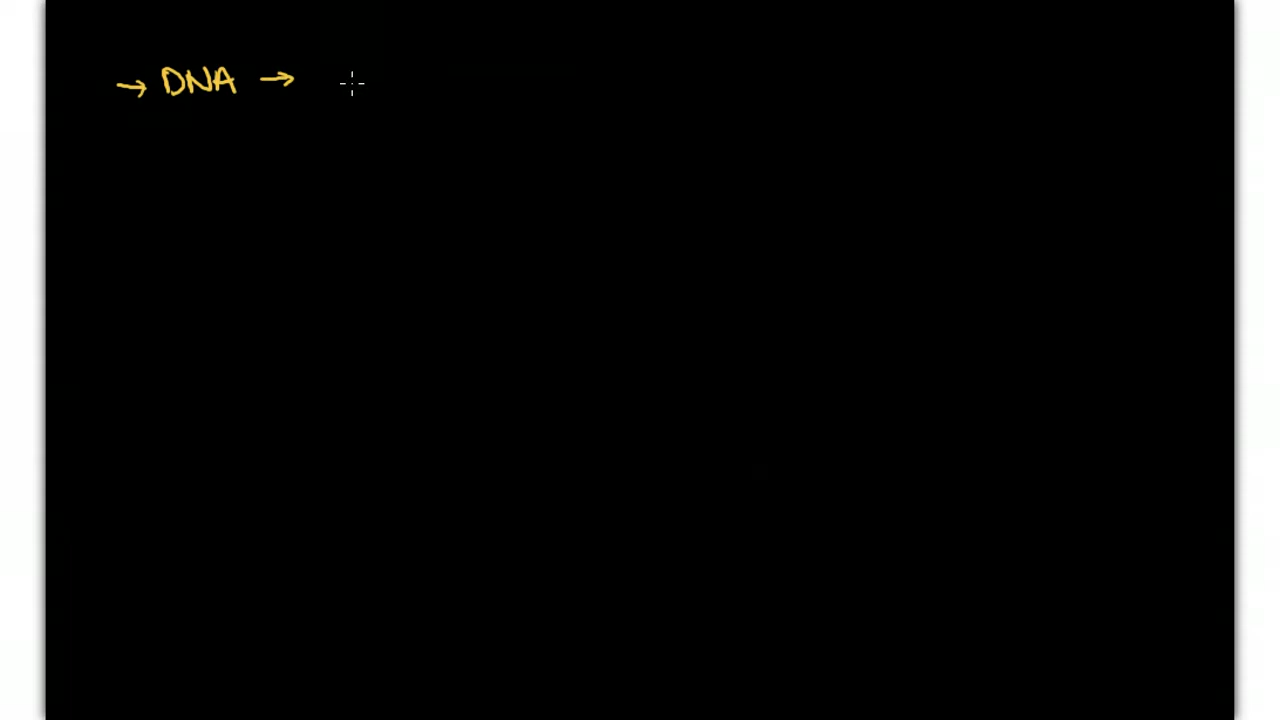 → DNA →